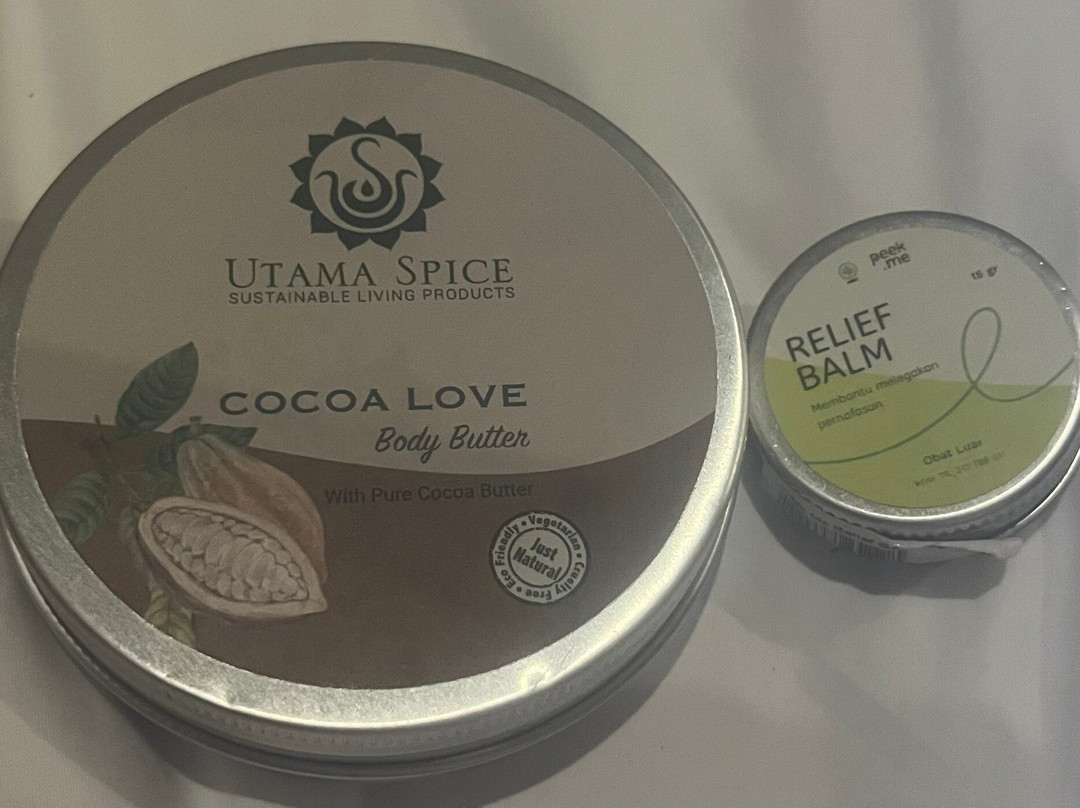 UTAMA SPICE
SUSTAINABLE LIVING PRODUCTS
COCOA LOVE
Body Butter
With Pure Cocoa Butter
Just
Natural
Eco Friendly • Vegetarian • Cruelty Free •
peek
.me
15 gr
RELIEF
BALM
Membantu melegakan
pernafasan
Obat Luar